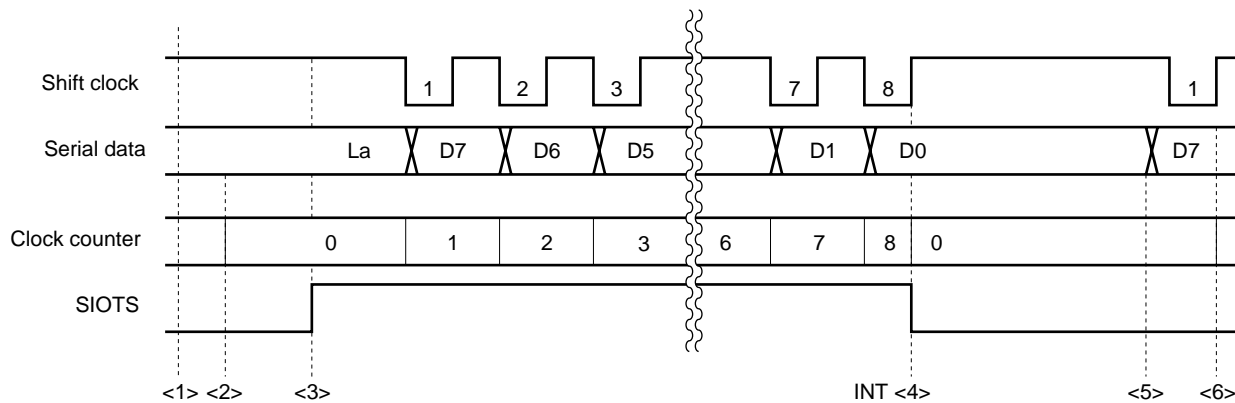 Shift clock 1 2 3 7 8 1
Serial data La D7 D6 D5 D1 D0 D7
Clock counter 0 1 2 3 6 7 8 0
SIOTS
<1> <2> <3> INT <4> <5> <6>